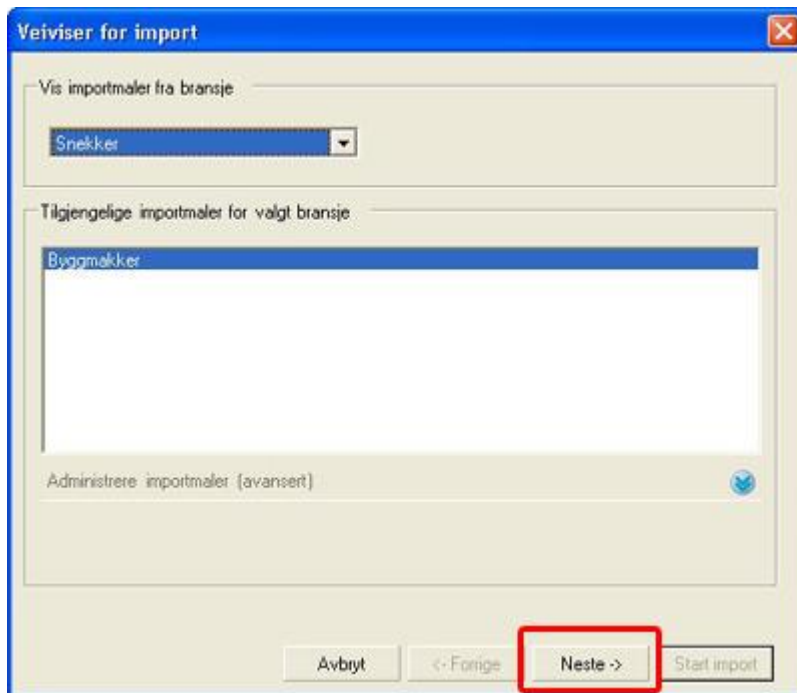 Veiviser for import
Vis importmaler fra bransje
Snekker
Tilgjengelige importmaler for valgt bransje
Byggmakker
Administrere importmaler (avansert)
Avbryt <- Forrige Neste -> Start import